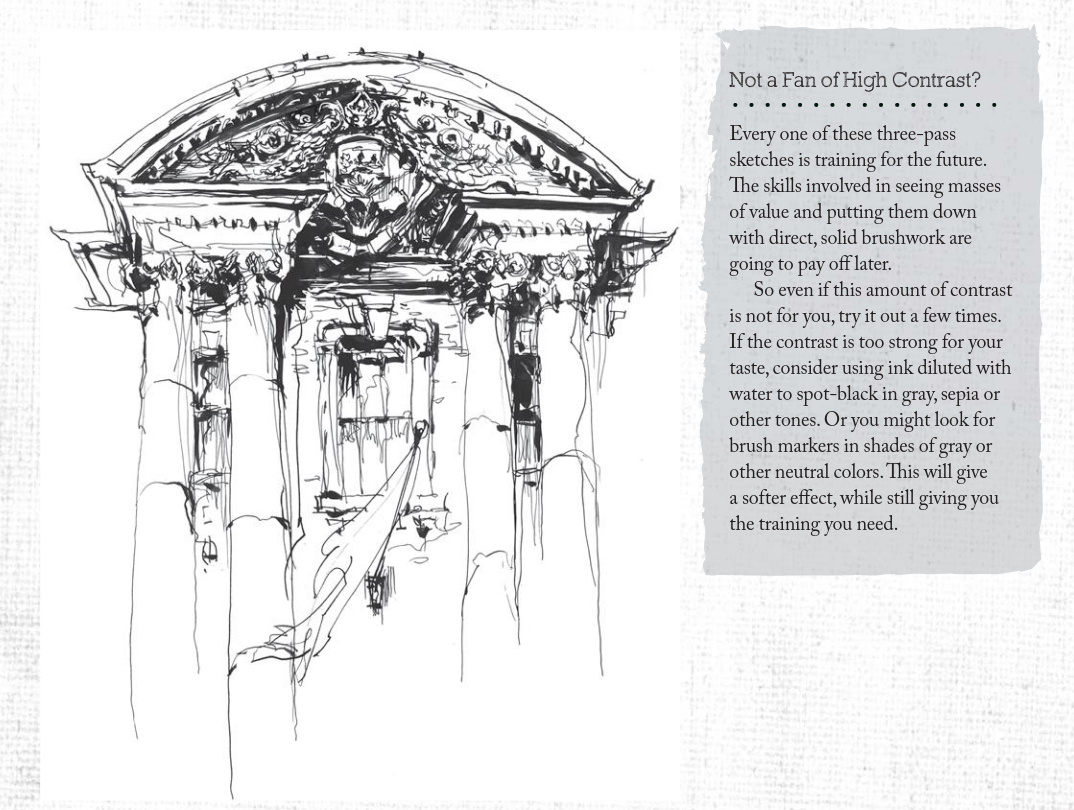 Not a Fan of High Contrast?
Every one of these three-pass
sketches is training for the future.
The skills involved in seeing masses
of value and putting them down
with direct, solid brushwork are
going to pay off later.
So even if this amount of contrast
is not for you, try it out a few times.
If the contrast is too strong for your
taste, consider using ink diluted with
water to spot-black in gray, sepia or
other tones. Or you might look for
brush markers in shades of gray or
other neutral colors. This will give
a softer effect, while still giving you
the training you need.